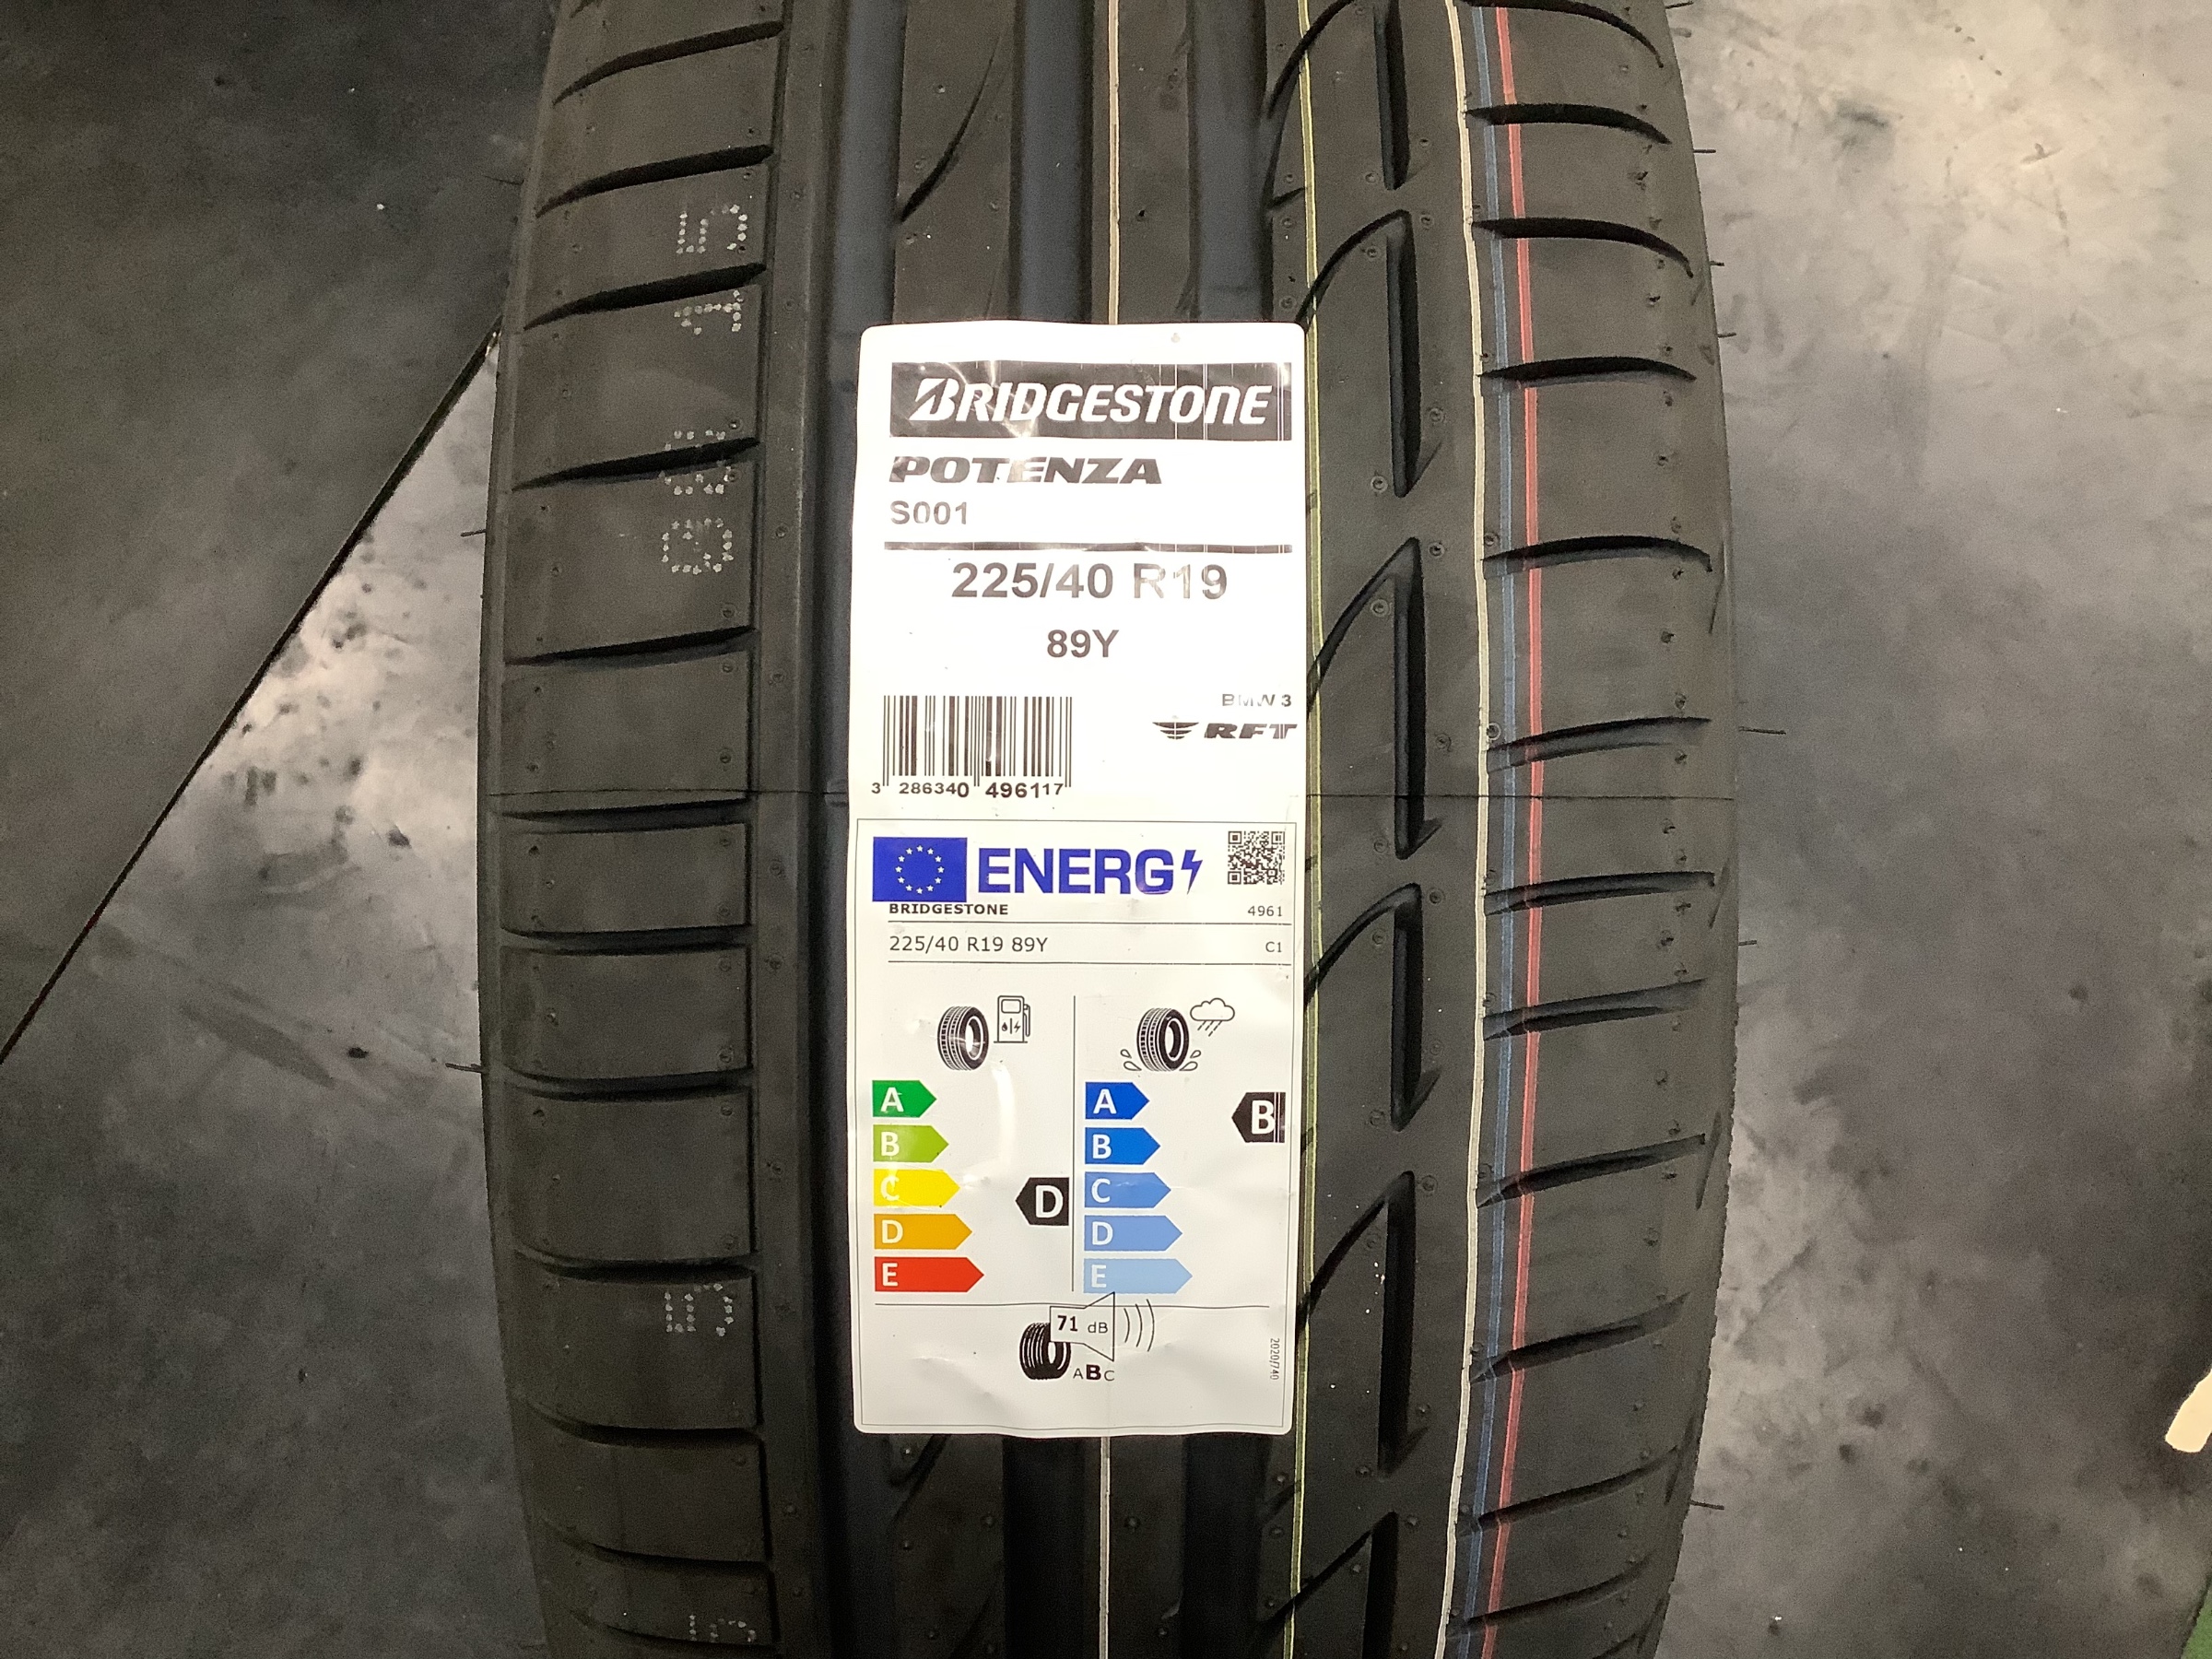 BRIDGESTONE
POTENZA
S001
225/40 R19
89Y
BMW 3
RFT
3 286340 496117
ENERG
BRIDGESTONE 4961
225/40 R19 89Y C1
A A
B B B
C C
D D D
E E
71 dB
ABC
2020/740